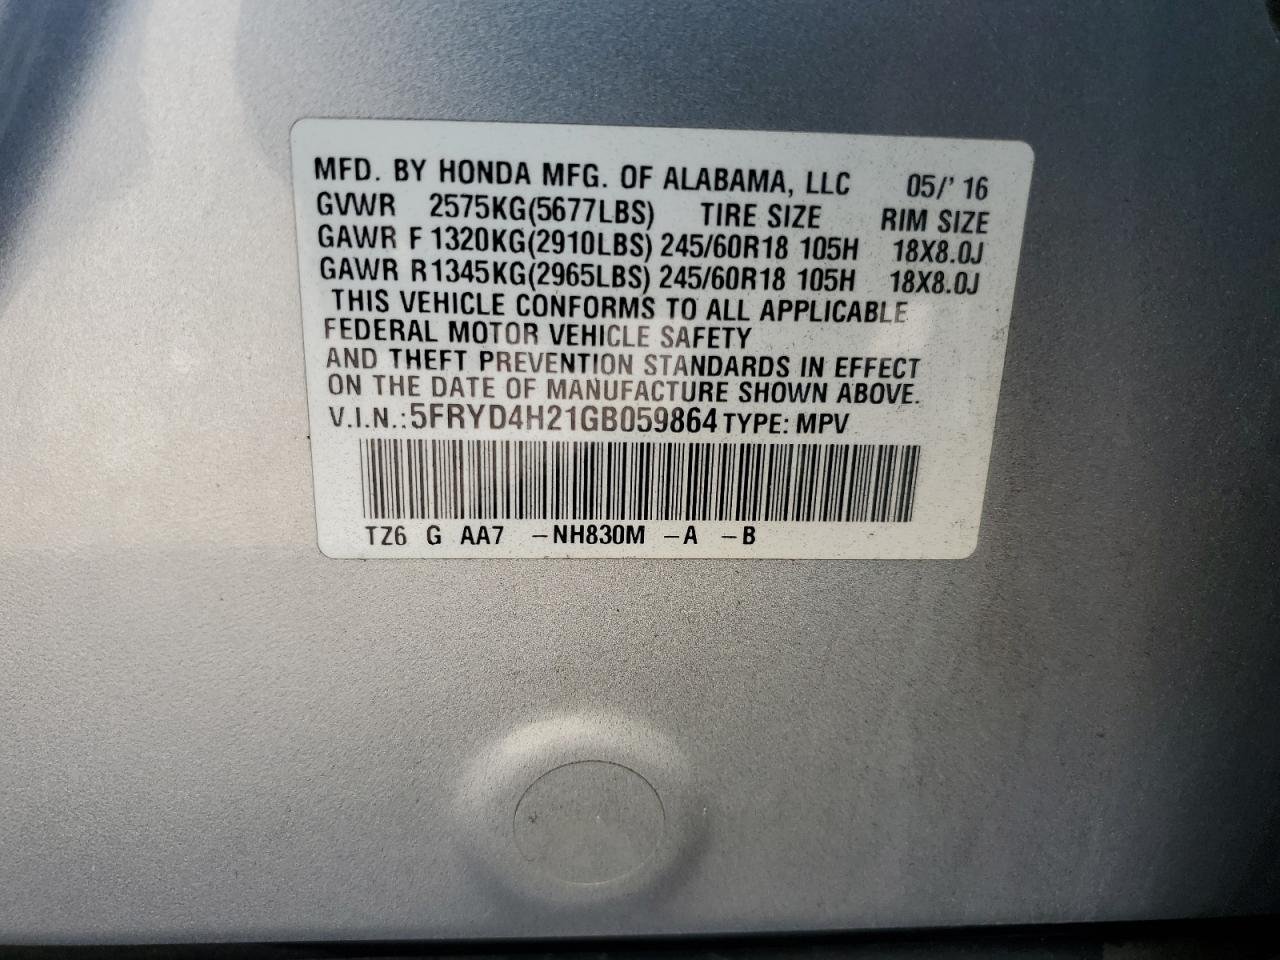 MFD. BY HONDA MFG. OF ALABAMA, LLC 05/' 16
GVWR 2575KG(5677LBS) TIRE SIZE RIM SIZE
GAWR F 1320KG(2910LBS) 245/60R18 105H 18X8.0J
GAWR R 1345KG(2965LBS) 245/60R18 105H 18X8.0J
THIS VEHICLE CONFORMS TO ALL APPLICABLE
FEDERAL MOTOR VEHICLE SAFETY
AND THEFT PREVENTION STANDARDS IN EFFECT
ON THE DATE OF MANUFACTURE SHOWN ABOVE.
V.I.N.: 5FRYD4H21GB059864 TYPE: MPV
TZ6 G AA7 -NH830M -A -B